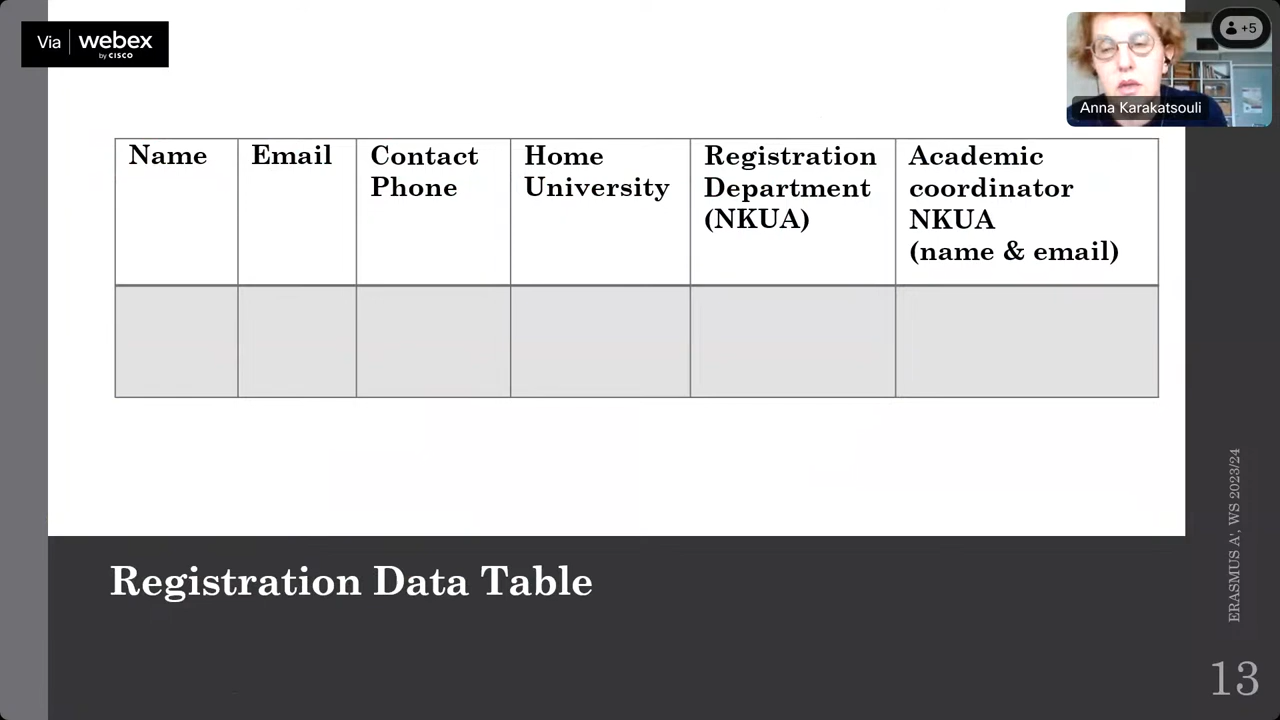 Via webex
by CISCO
+5
Anna Karakatsouli
Name
Email
Contact
Phone
Home
University
Registration
Department
(NKUA)
Academic
coordinator
NKUA
(name & email)
Registration Data Table
ERASMUS A', WS 2023/24
13